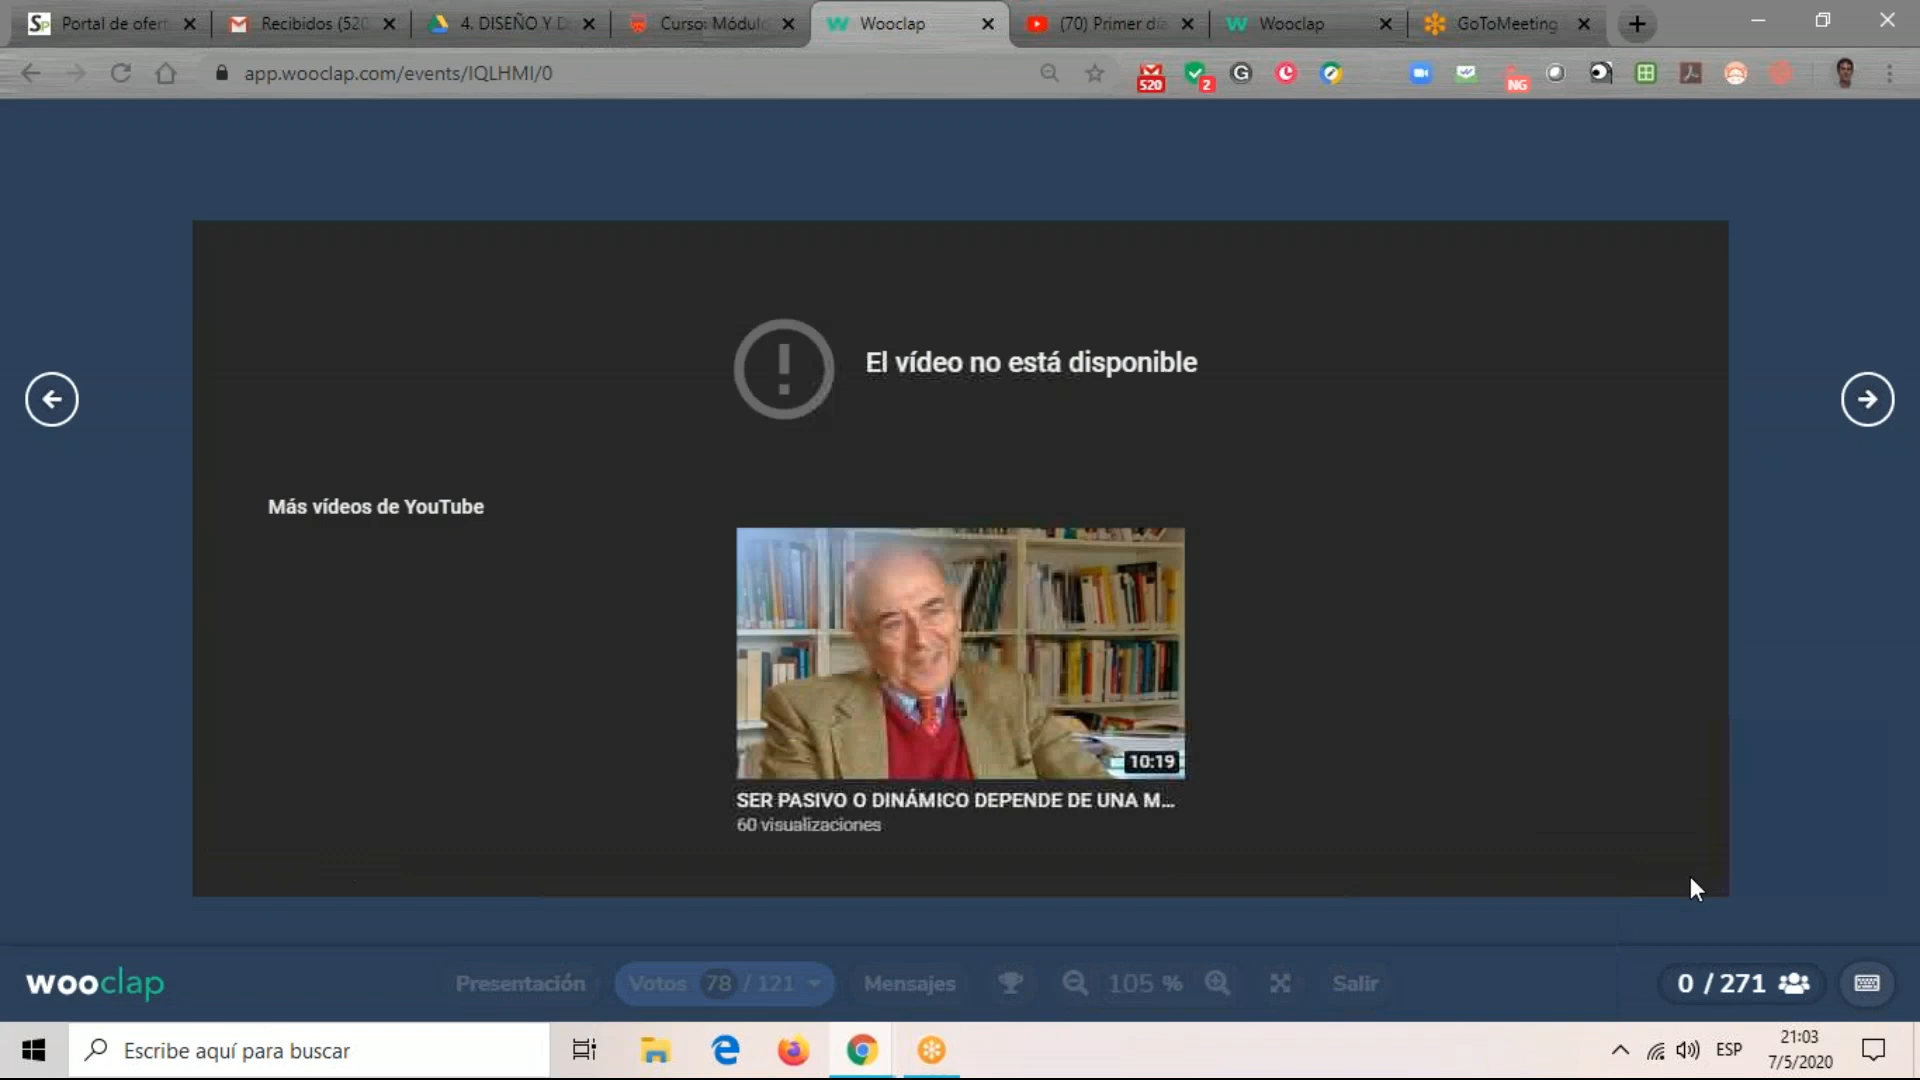 Portal de ofert
Recibidos (520
4. DISEÑO Y D
Curso: Módulo
Wooclap
(70) Primer día
Wooclap
GoToMeeting
app.wooclap.com/events/IQLHMI/0
520
2
NG
El vídeo no está disponible
Más vídeos de YouTube
10:19
SER PASIVO O DINÁMICO DEPENDE DE UNA M...
60 visualizaciones
wooclap
Presentación
Votos 78 / 121
Mensajes
105 %
Salir
0 / 271
Escribe aquí para buscar
ESP
21:03
7/5/2020